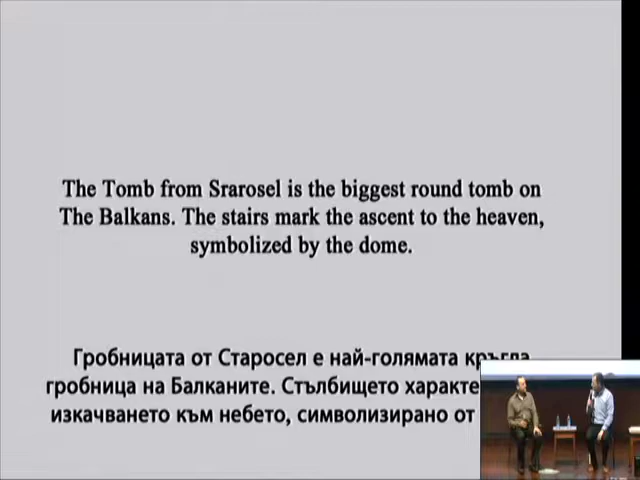 The Tomb from Srarosel is the biggest round tomb on
The Balkans. The stairs mark the ascent to the heaven,
symbolized by the dome.
Гробницата от Старосел е най-голямата кръгла
гробница на Балканите. Стълбището
изкачването към небето, символизирано от